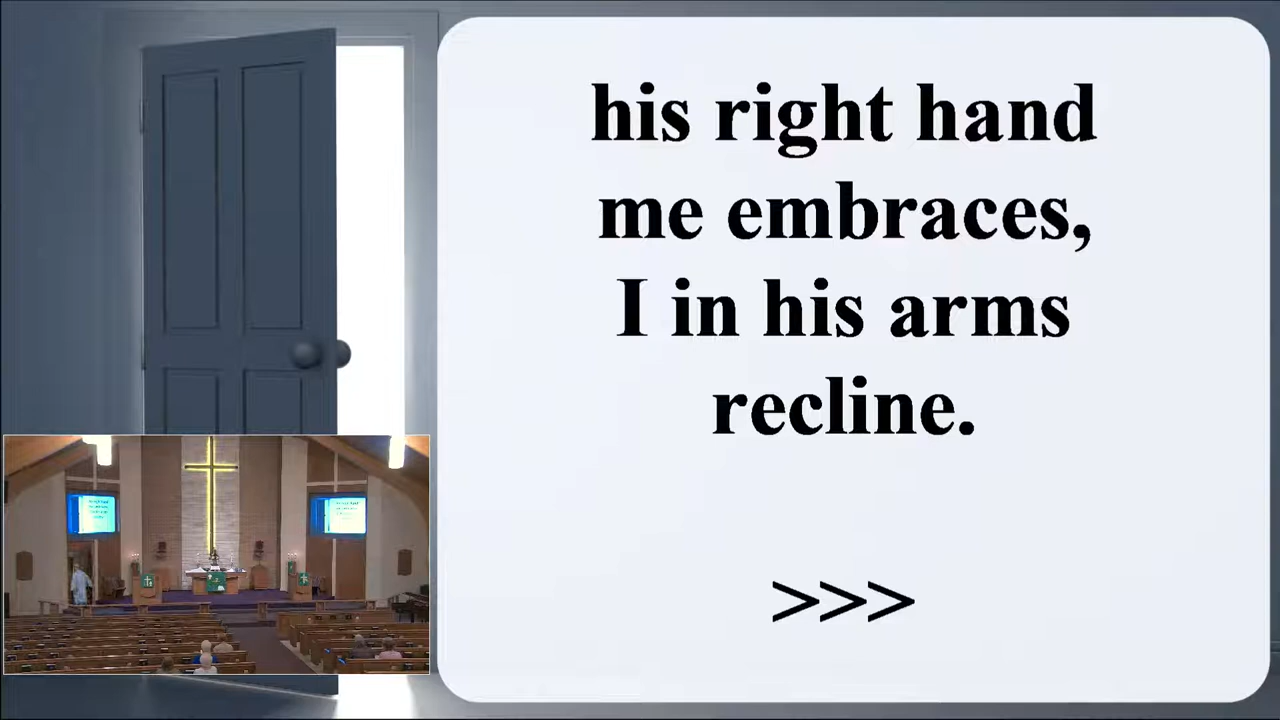 his right hand
me embraces,
I in his arms
recline.
>>>